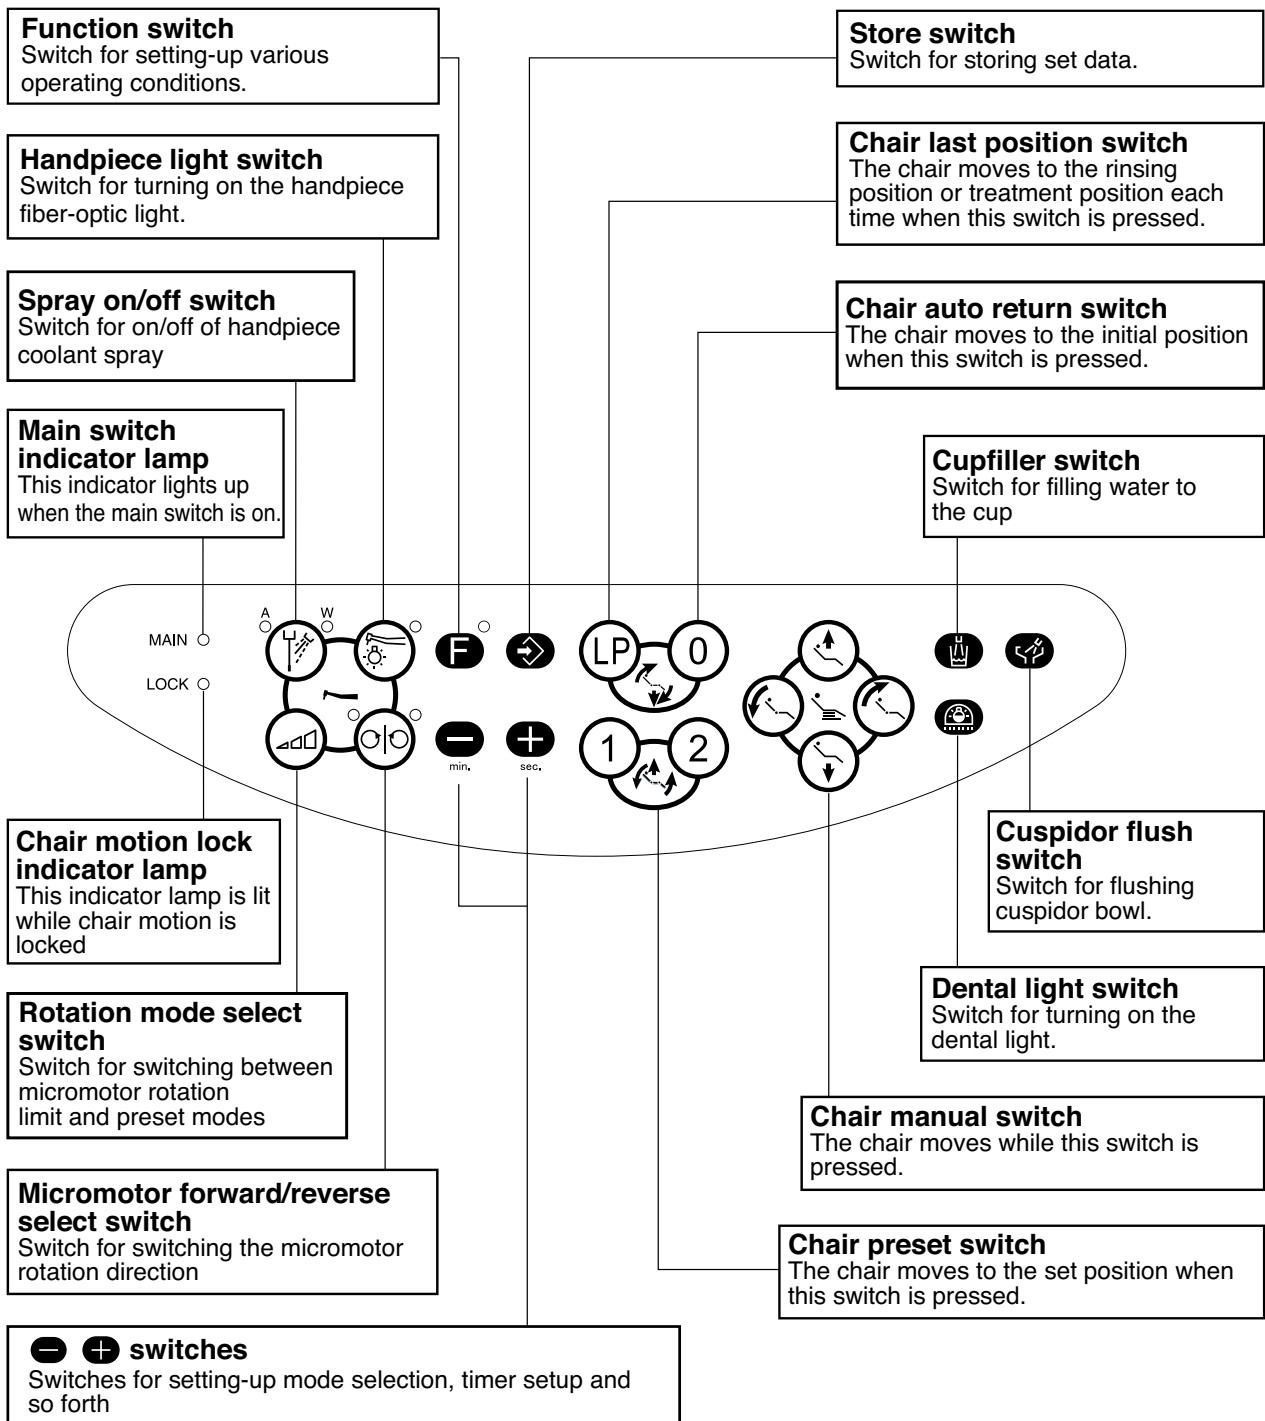 Function switch
Switch for setting-up various
operating conditions.
Store switch
Switch for storing set data.
Handpiece light switch
Switch for turning on the handpiece
fiber-optic light.
Chair last position switch
The chair moves to the rinsing
position or treatment position each
time when this switch is pressed.
Spray on/off switch
Switch for on/off of handpiece
coolant spray
Chair auto return switch
The chair moves to the initial position
when this switch is pressed.
Main switch
indicator lamp
This indicator lights up
when the main switch is on.
Cupfiller switch
Switch for filling water to
the cup
A W
MAIN
F
LP 0
LOCK
1 2
min. sec.
Chair motion lock
indicator lamp
This indicator lamp is lit
while chair motion is
locked
Cuspidor flush
switch
Switch for flushing
cuspidor bowl.
Rotation mode select
switch
Switch for switching between
micromotor rotation
limit and preset modes
Dental light switch
Switch for turning on the
dental light.
Chair manual switch
The chair moves while this switch is
pressed.
Micromotor forward/reverse
select switch
Switch for switching the micromotor
rotation direction
Chair preset switch
The chair moves to the set position when
this switch is pressed.
− + switches
Switches for setting-up mode selection, timer setup and
so forth